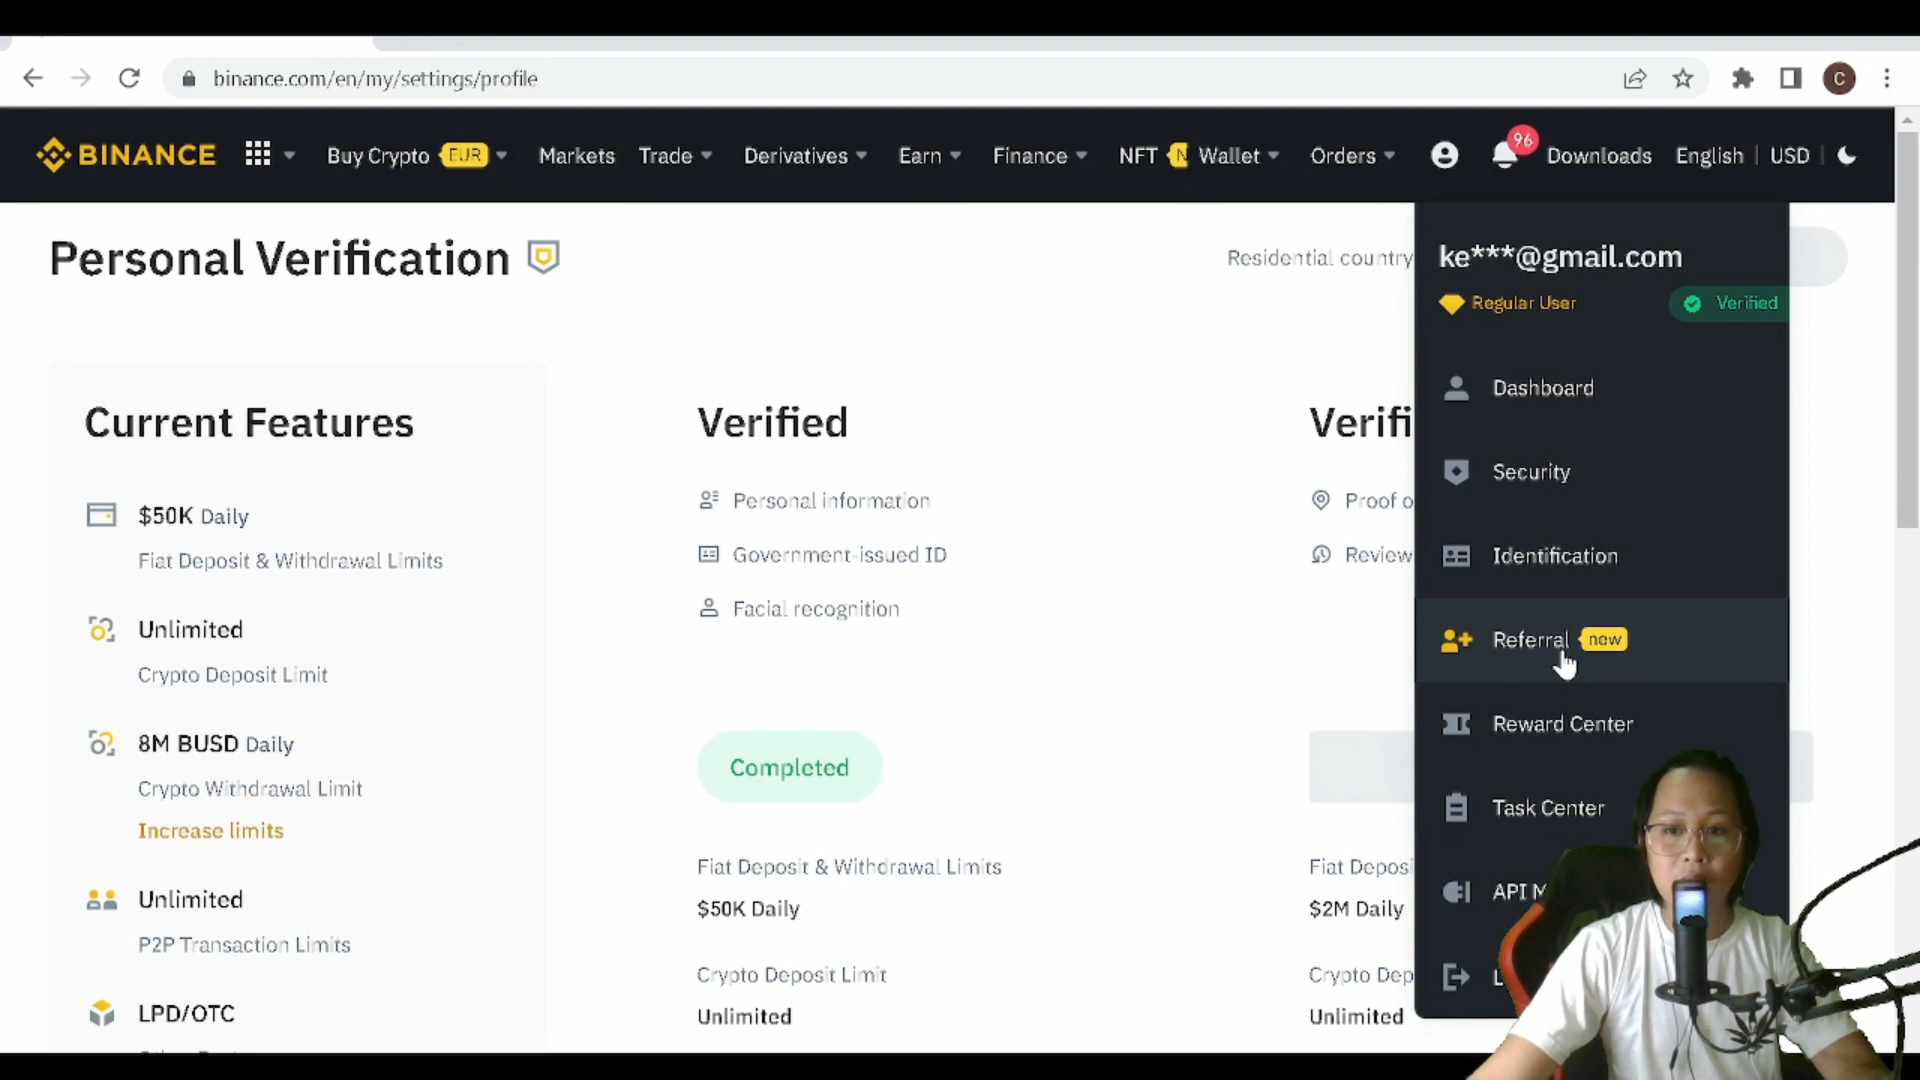 binance.com/en/my/settings/profile
C
BINANCE
Buy Crypto EUR
Markets
Trade
Derivatives
Earn
Finance
NFT N
Wallet
Orders
96
Downloads
English | USD
Personal Verification
Residential country
ke***@gmail.com
Regular User
Verified
Dashboard
Security
Identification
Referral new
Reward Center
Task Center
API M
L
Current Features
$50K Daily
Fiat Deposit & Withdrawal Limits
Unlimited
Crypto Deposit Limit
8M BUSD Daily
Crypto Withdrawal Limit
Increase limits
Unlimited
P2P Transaction Limits
LPD/OTC
Verified
Personal information
Government-issued ID
Facial recognition
Completed
Fiat Deposit & Withdrawal Limits
$50K Daily
Crypto Deposit Limit
Unlimited
Verifi
Proof o
Review
Fiat Deposi
$2M Daily
Crypto Dep
Unlimited